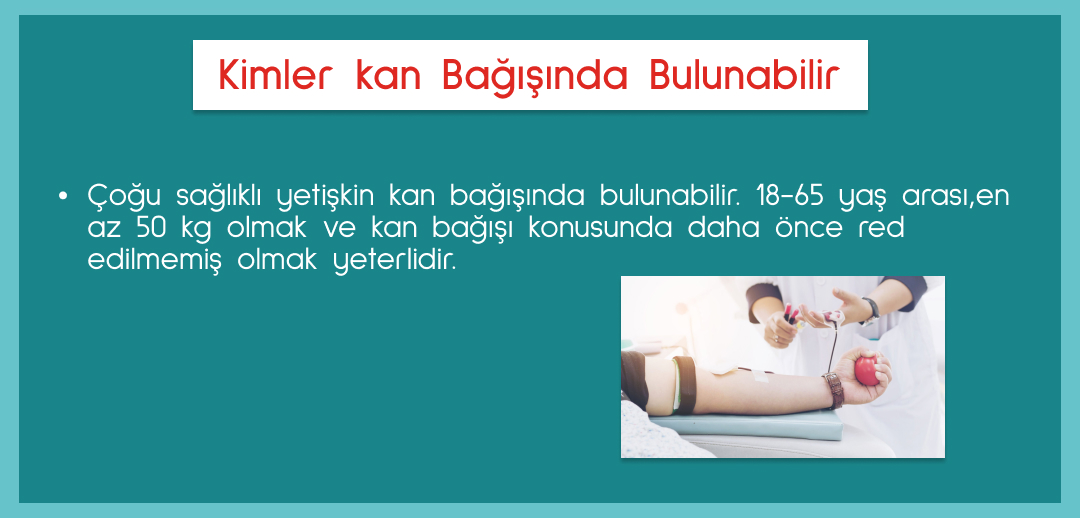 Kimler kan Bağışında Bulunabilir
• Çoğu sağlıklı yetişkin kan bağışında bulunabilir. 18-65 yaş arası,en
az 50 kg olmak ve kan bağışı konusunda daha önce red
edilmemiş olmak yeterlidir.